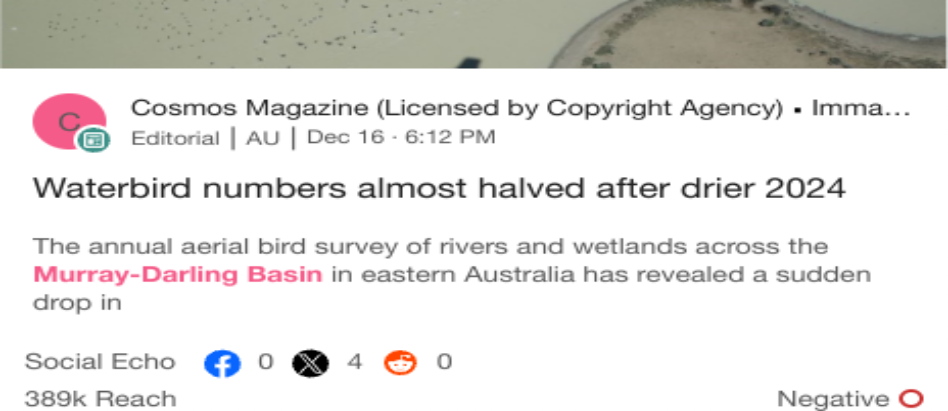 C
Cosmos Magazine (Licensed by Copyright Agency) • Imma...
Editorial | AU | Dec 16 · 6:12 PM
Waterbird numbers almost halved after drier 2024
The annual aerial bird survey of rivers and wetlands across the
Murray-Darling Basin in eastern Australia has revealed a sudden
drop in
Social Echo 0 4 0
389k Reach Negative